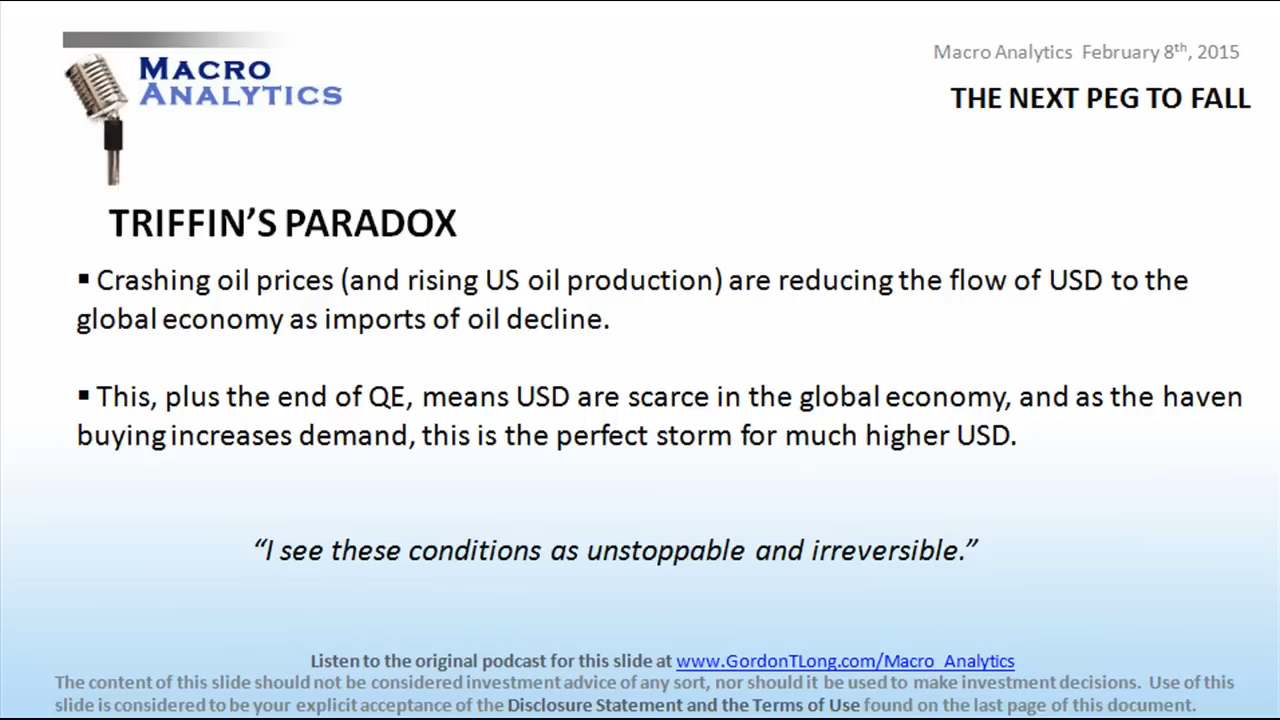 MACRO
ANALYTICS
Macro Analytics February 8th, 2015
THE NEXT PEG TO FALL
TRIFFIN'S PARADOX
▪ Crashing oil prices (and rising US oil production) are reducing the flow of USD to the
global economy as imports of oil decline.
▪ This, plus the end of QE, means USD are scarce in the global economy, and as the haven
buying increases demand, this is the perfect storm for much higher USD.
“I see these conditions as unstoppable and irreversible.”
Listen to the original podcast for this slide at www.GordonTLong.com/Macro_Analytics
The content of this slide should not be considered investment advice of any sort, nor should it be used to make investment decisions. Use of this
slide is considered to be your explicit acceptance of the Disclosure Statement and the Terms of Use found on the last page of this document.